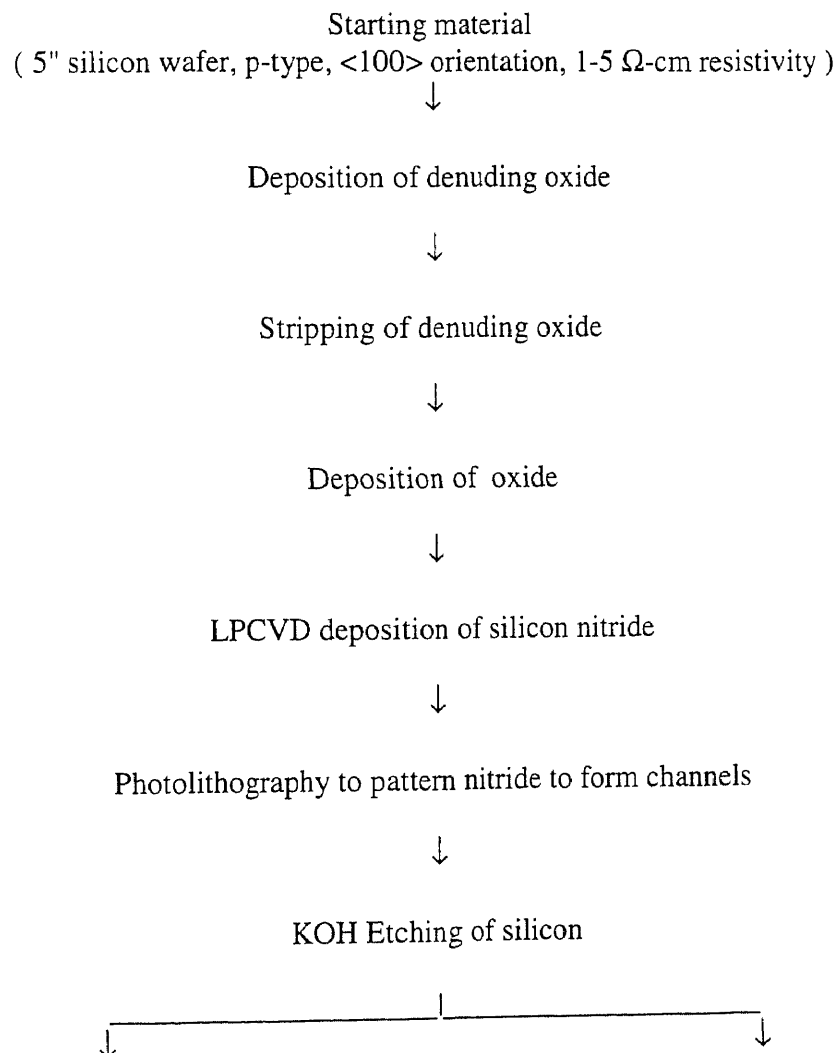 Starting material
( 5" silicon wafer, p-type, <100> orientation, 1-5 Ω-cm resistivity )
↓
Deposition of denuding oxide
↓
Stripping of denuding oxide
↓
Deposition of oxide
↓
LPCVD deposition of silicon nitride
↓
Photolithography to pattern nitride to form channels
↓
KOH Etching of silicon
↓ ↓